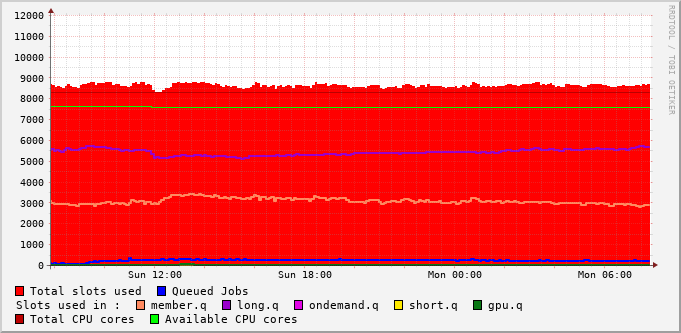 12000
11000
10000
9000
8000
7000
6000
5000
4000
3000
2000
1000
0
Sun 12:00 Sun 18:00 Mon 00:00 Mon 06:00
RRDTOOL / TOBI OETIKER
Total slots used Queued Jobs
Slots used in : member.q long.q ondemand.q short.q gpu.q
Total CPU cores Available CPU cores